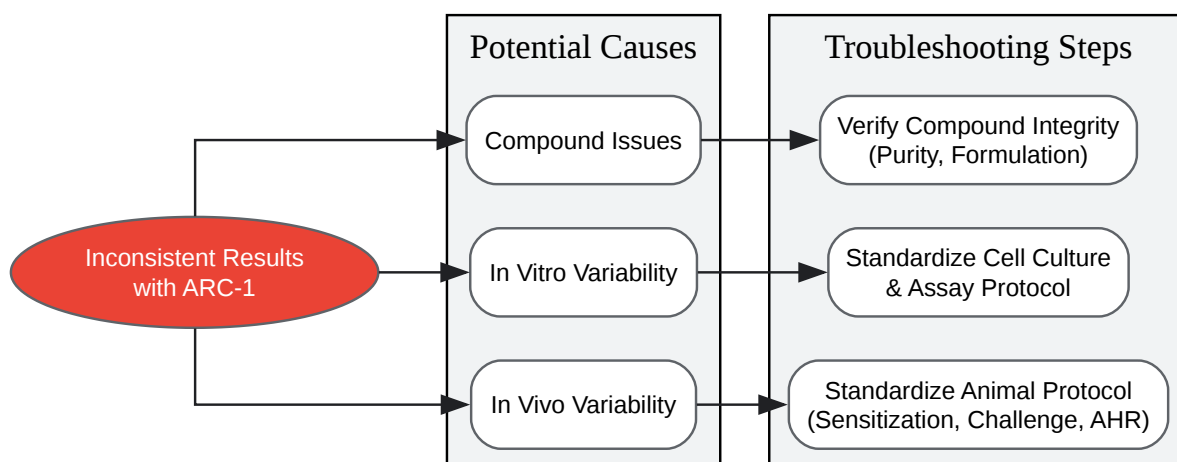 Potential Causes
Troubleshooting Steps
Compound Issues
Verify Compound Integrity
(Purity, Formulation)
Inconsistent Results
with ARC-1
In Vitro Variability
Standardize Cell Culture
& Assay Protocol
In Vivo Variability
Standardize Animal Protocol
(Sensitization, Challenge, AHR)